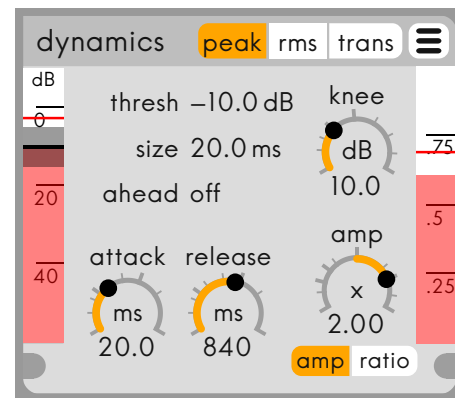 dynamics peak rms trans
dB
0
20
40
thresh –10.0 dB
size 20.0 ms
ahead off
knee
dB
10.0
attack
ms
20.0
release
ms
840
amp
x
2.00
amp ratio
.75
.5
.25